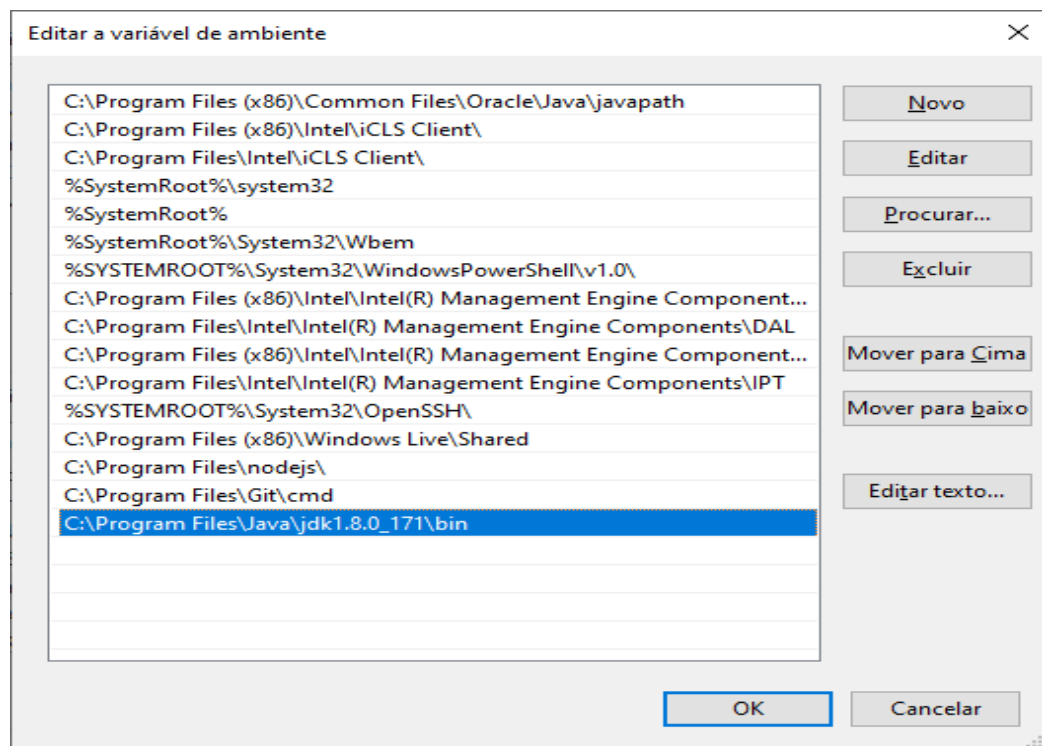 Editar a variável de ambiente
C:\Program Files (x86)\Common Files\Oracle\Java\javapath
C:\Program Files (x86)\Intel\iCLS Client\
C:\Program Files\Intel\iCLS Client\
%SystemRoot%\system32
%SystemRoot%
%SystemRoot%\System32\Wbem
%SYSTEMROOT%\System32\WindowsPowerShell\v1.0\
C:\Program Files (x86)\Intel\Intel(R) Management Engine Component...
C:\Program Files\Intel\Intel(R) Management Engine Components\DAL
C:\Program Files (x86)\Intel\Intel(R) Management Engine Component...
C:\Program Files\Intel\Intel(R) Management Engine Components\IPT
%SYSTEMROOT%\System32\OpenSSH\
C:\Program Files (x86)\Windows Live\Shared
C:\Program Files\nodejs\
C:\Program Files\Git\cmd
C:\Program Files\Java\jdk1.8.0_171\bin
Novo
Editar
Procurar...
Excluir
Mover para Cima
Mover para baixo
Editar texto...
OK
Cancelar